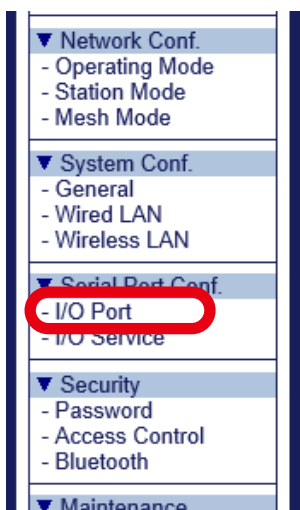 ▼ Network Conf.
- Operating Mode
- Station Mode
- Mesh Mode
▼ System Conf.
- General
- Wired LAN
- Wireless LAN
▼ Serial Port Conf.
- I/O Port
- I/O Service
▼ Security
- Password
- Access Control
- Bluetooth
▼ Maintenance